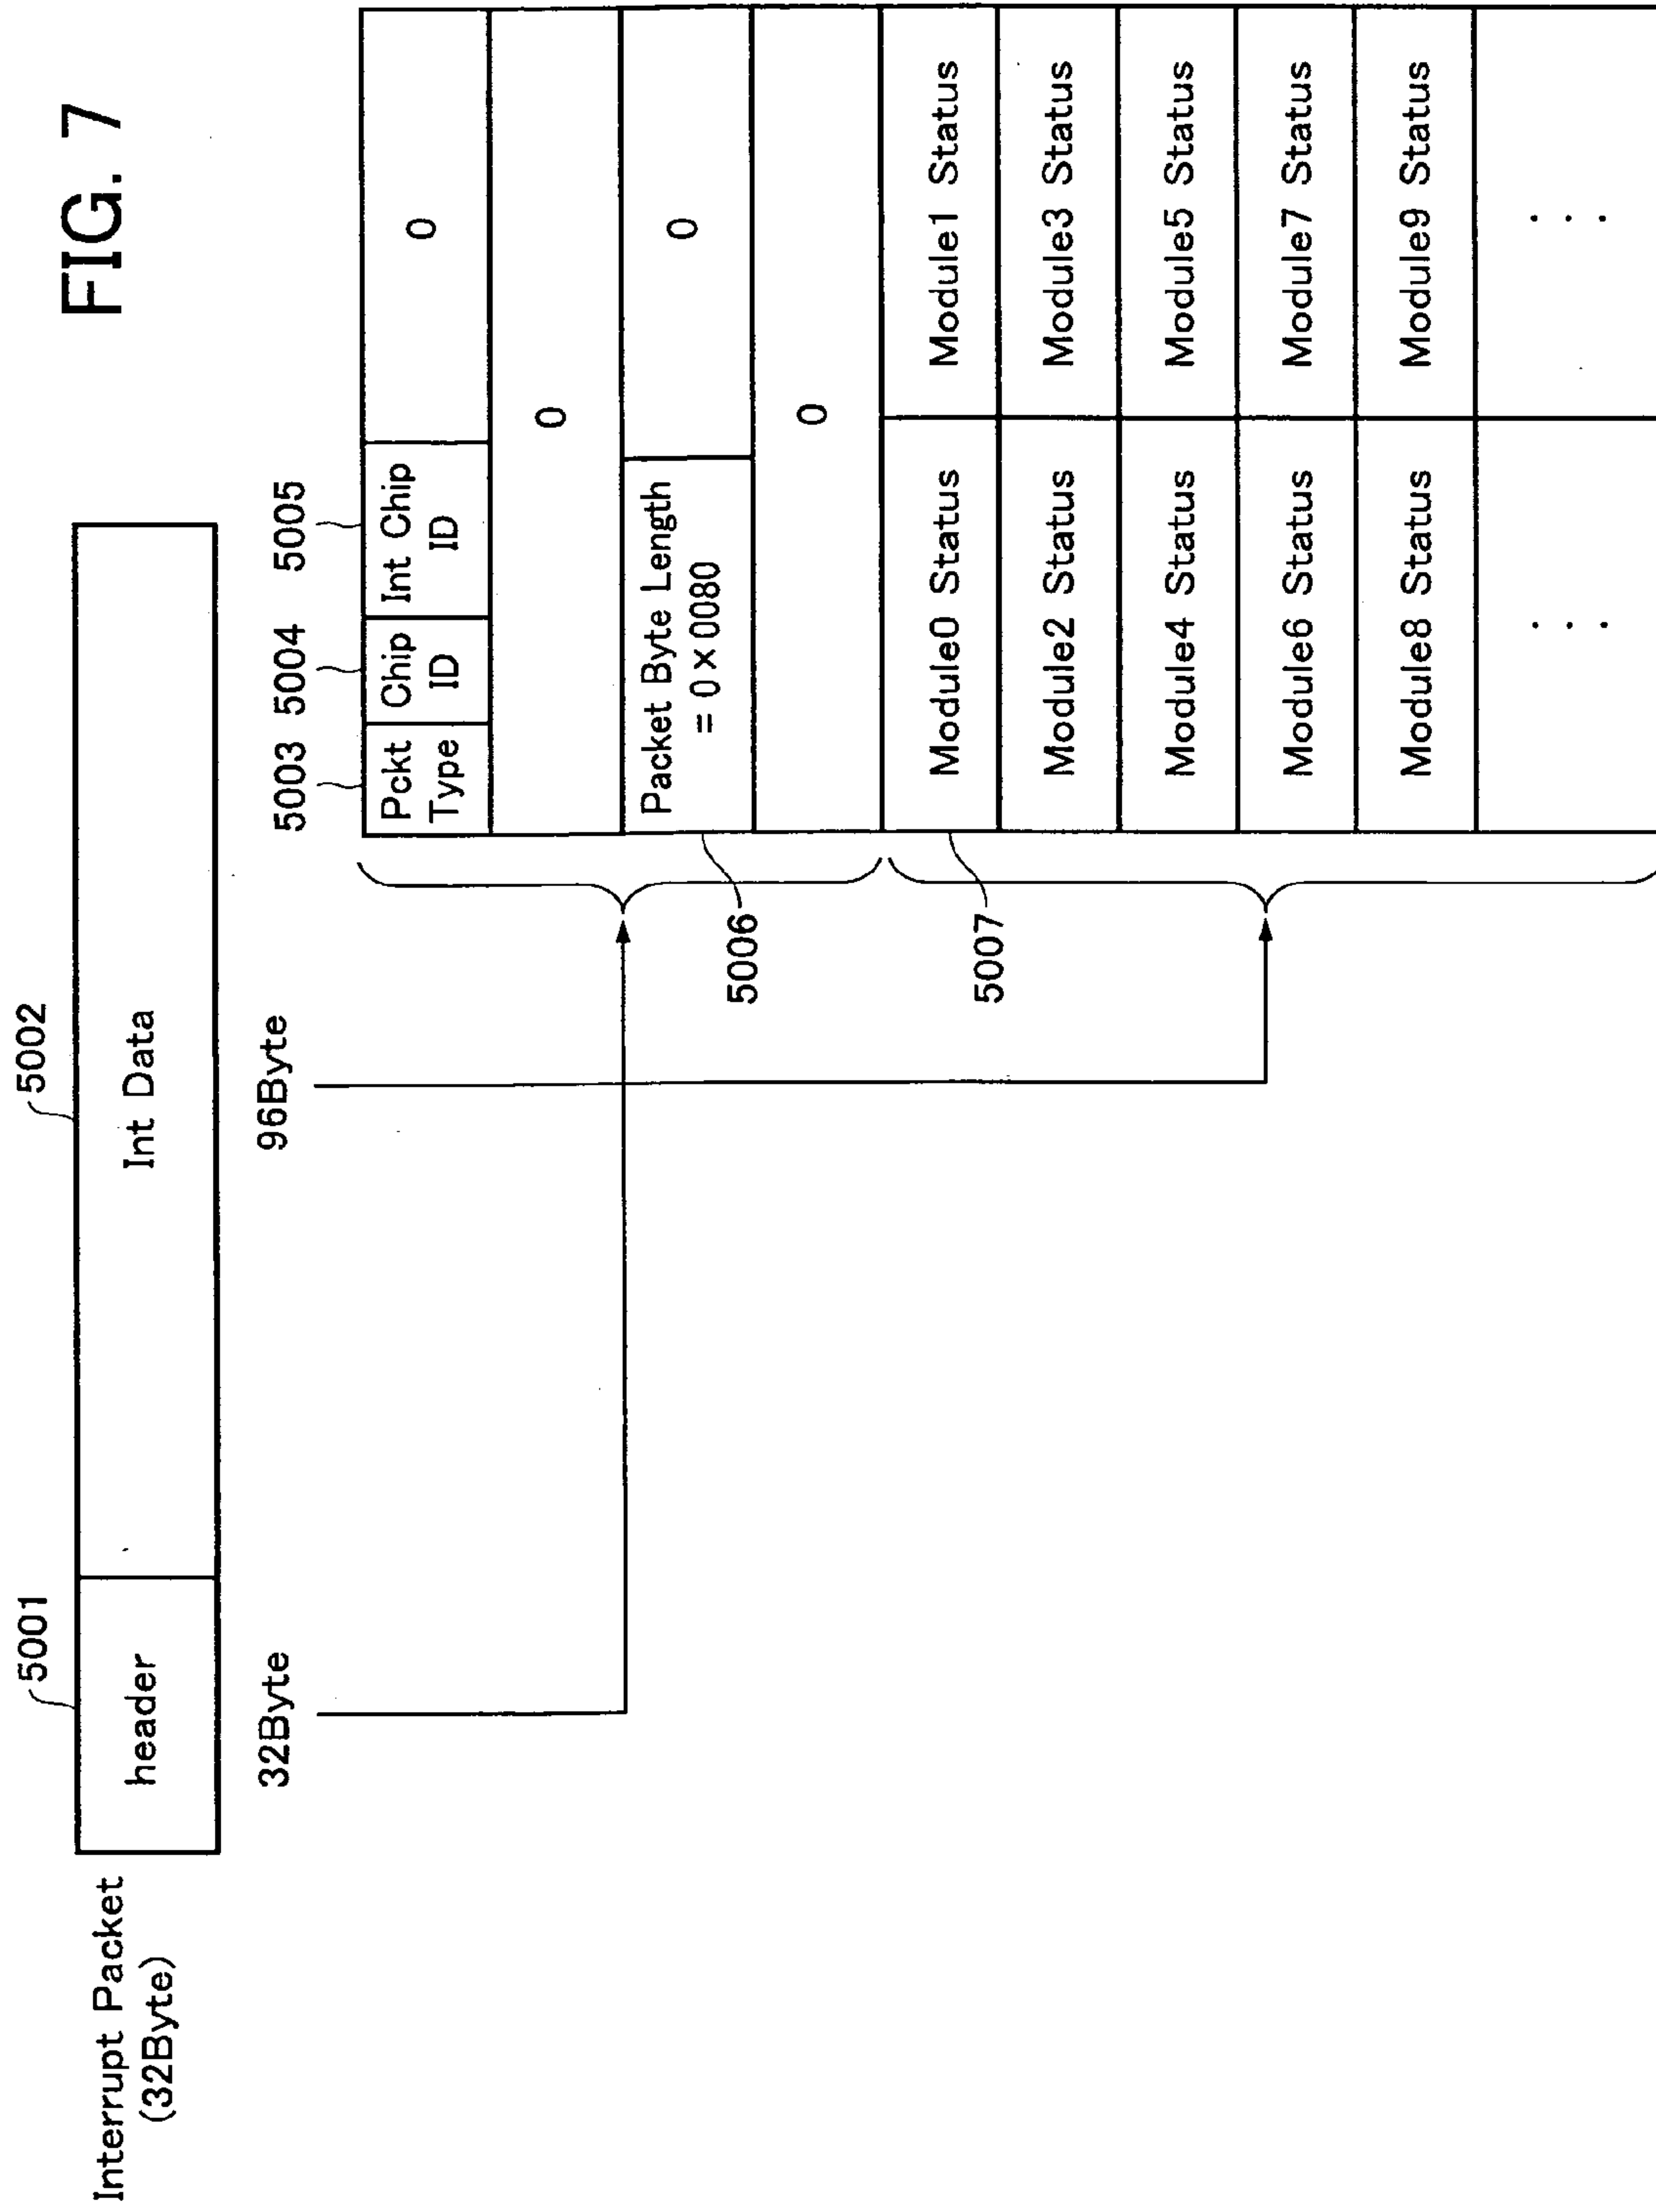 FIG. 7
5001
5002
Interrupt Packet
(32Byte)
header
Int Data
32Byte
96Byte
5003 5004 5005
Pckt
Type
Chip
ID
Int Chip
ID
0
0
5006
Packet Byte Length
= 0×0080
0
0
5007
Module0 Status
Module1 Status
Module2 Status
Module3 Status
Module4 Status
Module5 Status
Module6 Status
Module7 Status
Module8 Status
Module9 Status
. . .
. . .